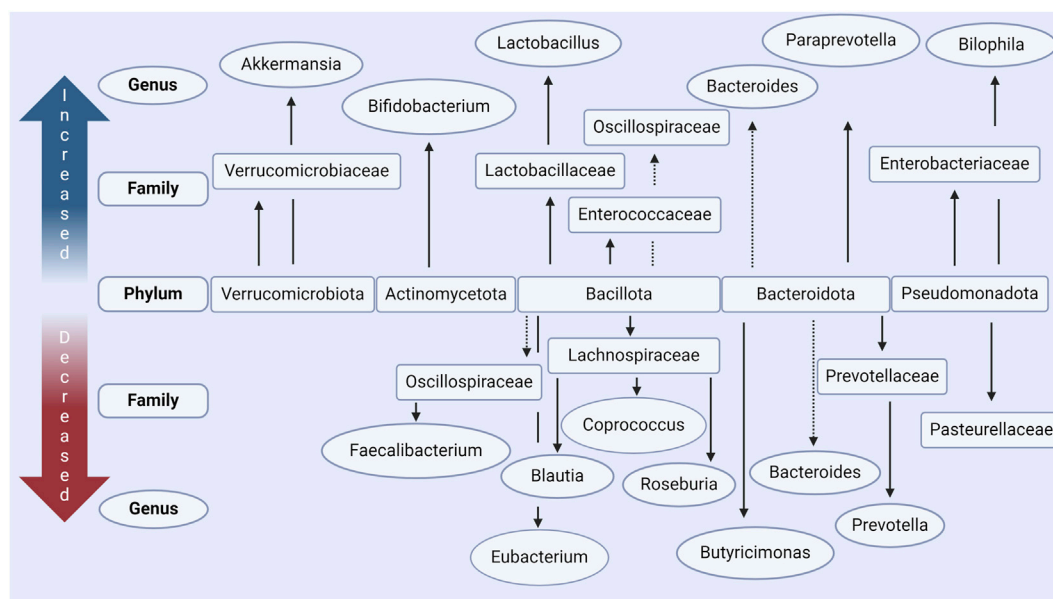 Increased
Decreased
Genus
Akkermansia
Bifidobacterium
Lactobacillus
Bacteroides
Paraprevotella
Bilophila
Family
Verrucomicrobiaceae
Lactobacillaceae
Oscillospiraceae
Enterococcaceae
Enterobacteriaceae
Phylum
Verrucomicrobiota
Actinomycetota
Bacillota
Bacteroidota
Pseudomonadota
Family
Oscillospiraceae
Lachnospiraceae
Prevotellaceae
Pasteurellaceae
Genus
Faecalibacterium
Blautia
Coprococcus
Roseburia
Bacteroides
Prevotella
Eubacterium
Butyricimonas